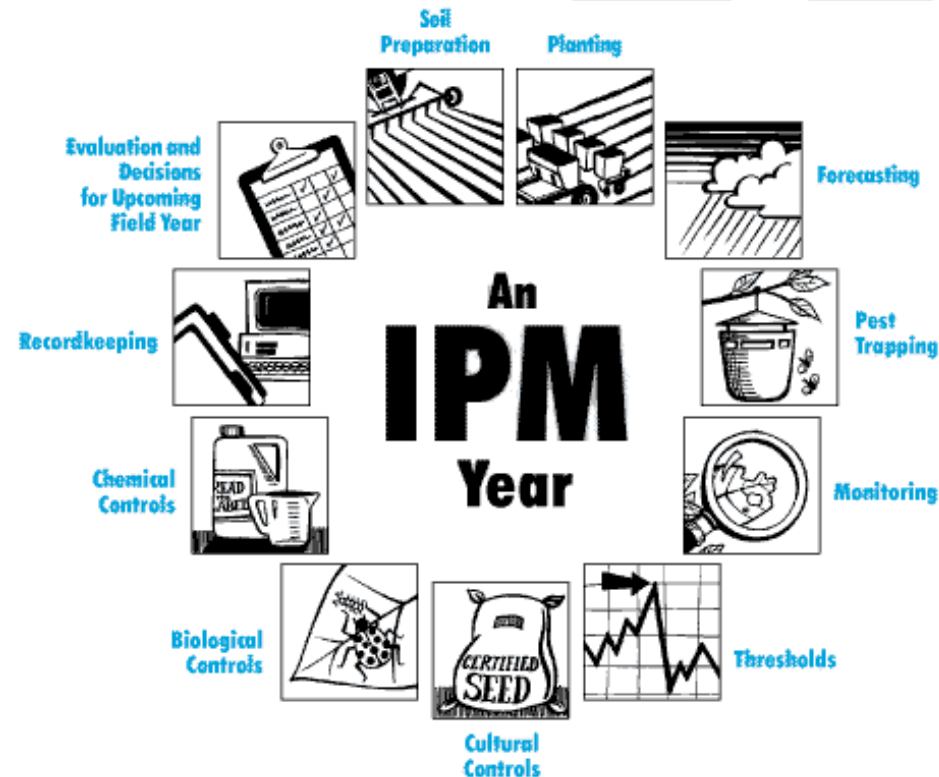 Soil
Preparation
Planting
Forecasting
Pest
Trapping
Monitoring
Thresholds
Cultural
Controls
Biological
Controls
Chemical
Controls
Recordkeeping
Evaluation and
Decisions
for Upcoming
Field Year
An
IPM
Year
READ
LABEL
CERTIFIED
SEED